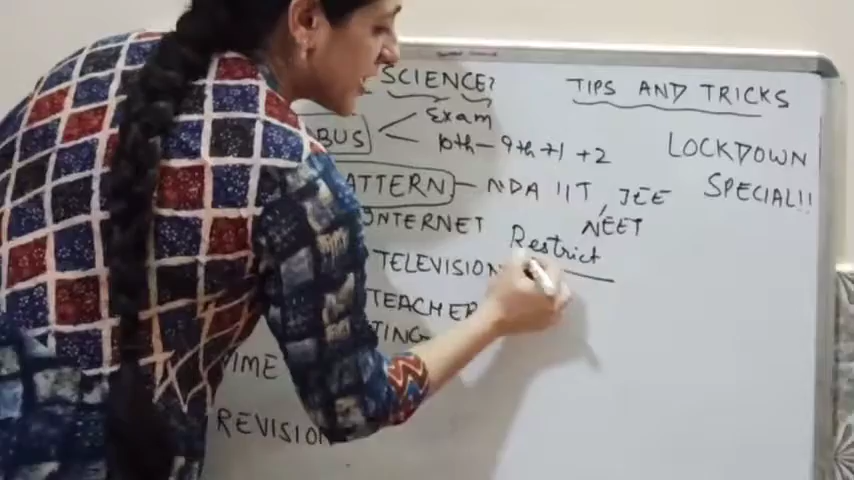 SCIENCE?
TIPS AND TRICKS
BUS
Exam
10th - 9th +1 +2
LOCKDOWN
SPECIAL!!
ATTERN - NDA IIT, JEE
NEET
INTERNET
Restrict
TELEVISION
TEACHER
TING
TIME
REVISION